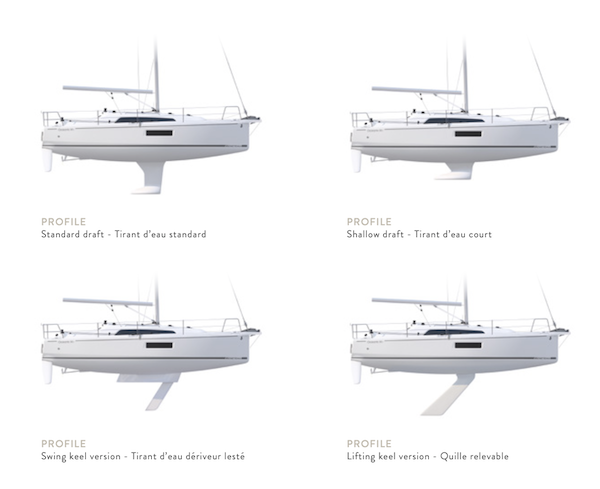 PROFILE
Standard draft - Tirant d'eau standard
PROFILE
Shallow draft - Tirant d'eau court
PROFILE
Swing keel version - Tirant d'eau dériveur lesté
PROFILE
Lifting keel version - Quille relevable